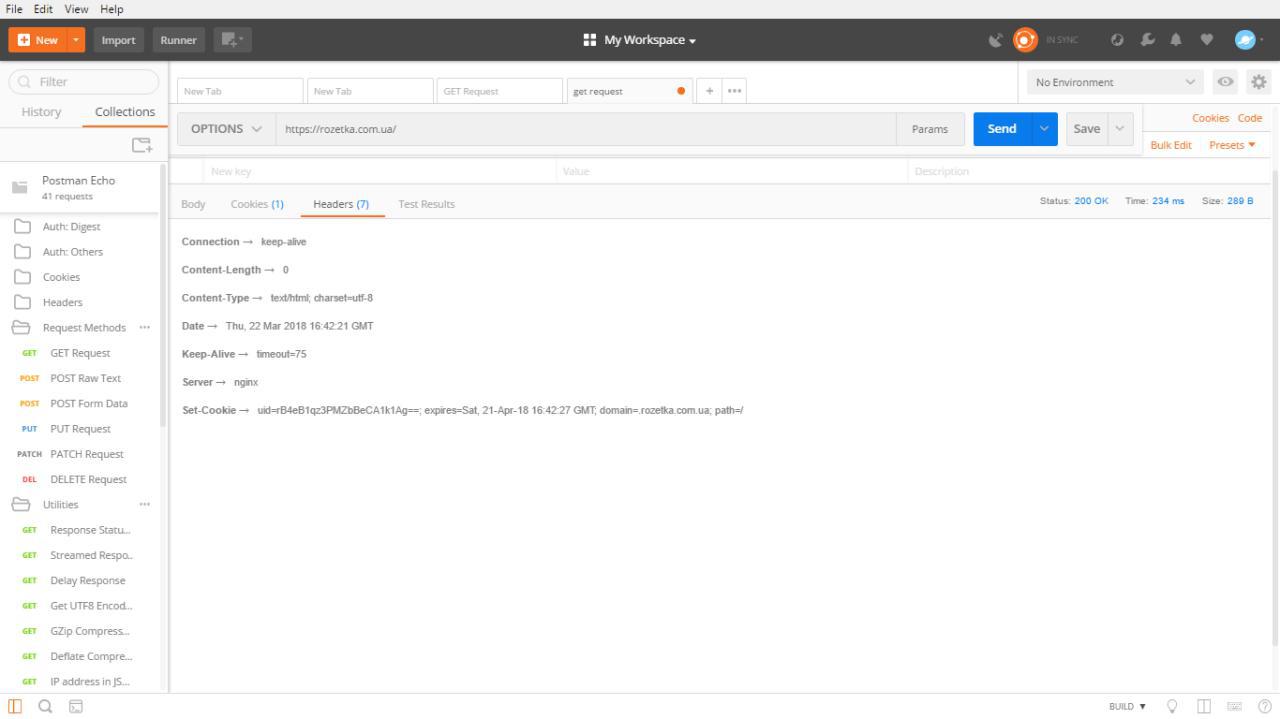 File Edit View Help
New Import Runner My Workspace IN SYNC
Filter
History Collections
Postman Echo
41 requests
Auth: Digest
Auth: Others
Cookies
Headers
Request Methods ...
GET GET Request
POST POST Raw Text
POST POST Form Data
PUT PUT Request
PATCH PATCH Request
DEL DELETE Request
Utilities ...
GET Response Statu...
GET Streamed Respo..
GET Delay Response
GET Get UTF8 Encod...
GET GZip Compress...
GET Deflate Compre...
GET IP address in JS...
New Tab New Tab GET Request get request + ...
No Environment
OPTIONS https://rozetka.com.ua/ Params Send Save
Cookies Code
Bulk Edit Presets
New key Value Description
Body Cookies (1) Headers (7) Test Results
Status: 200 OK Time: 234 ms Size: 289 B
Connection → keep-alive
Content-Length → 0
Content-Type → text/html; charset=utf-8
Date → Thu, 22 Mar 2018 16:42:21 GMT
Keep-Alive → timeout=75
Server → nginx
Set-Cookie → uid=rB4eB1qz3PMZbBeCA1k1Ag==; expires=Sat, 21-Apr-18 16:42:27 GMT; domain=.rozetka.com.ua; path=/
BUILD